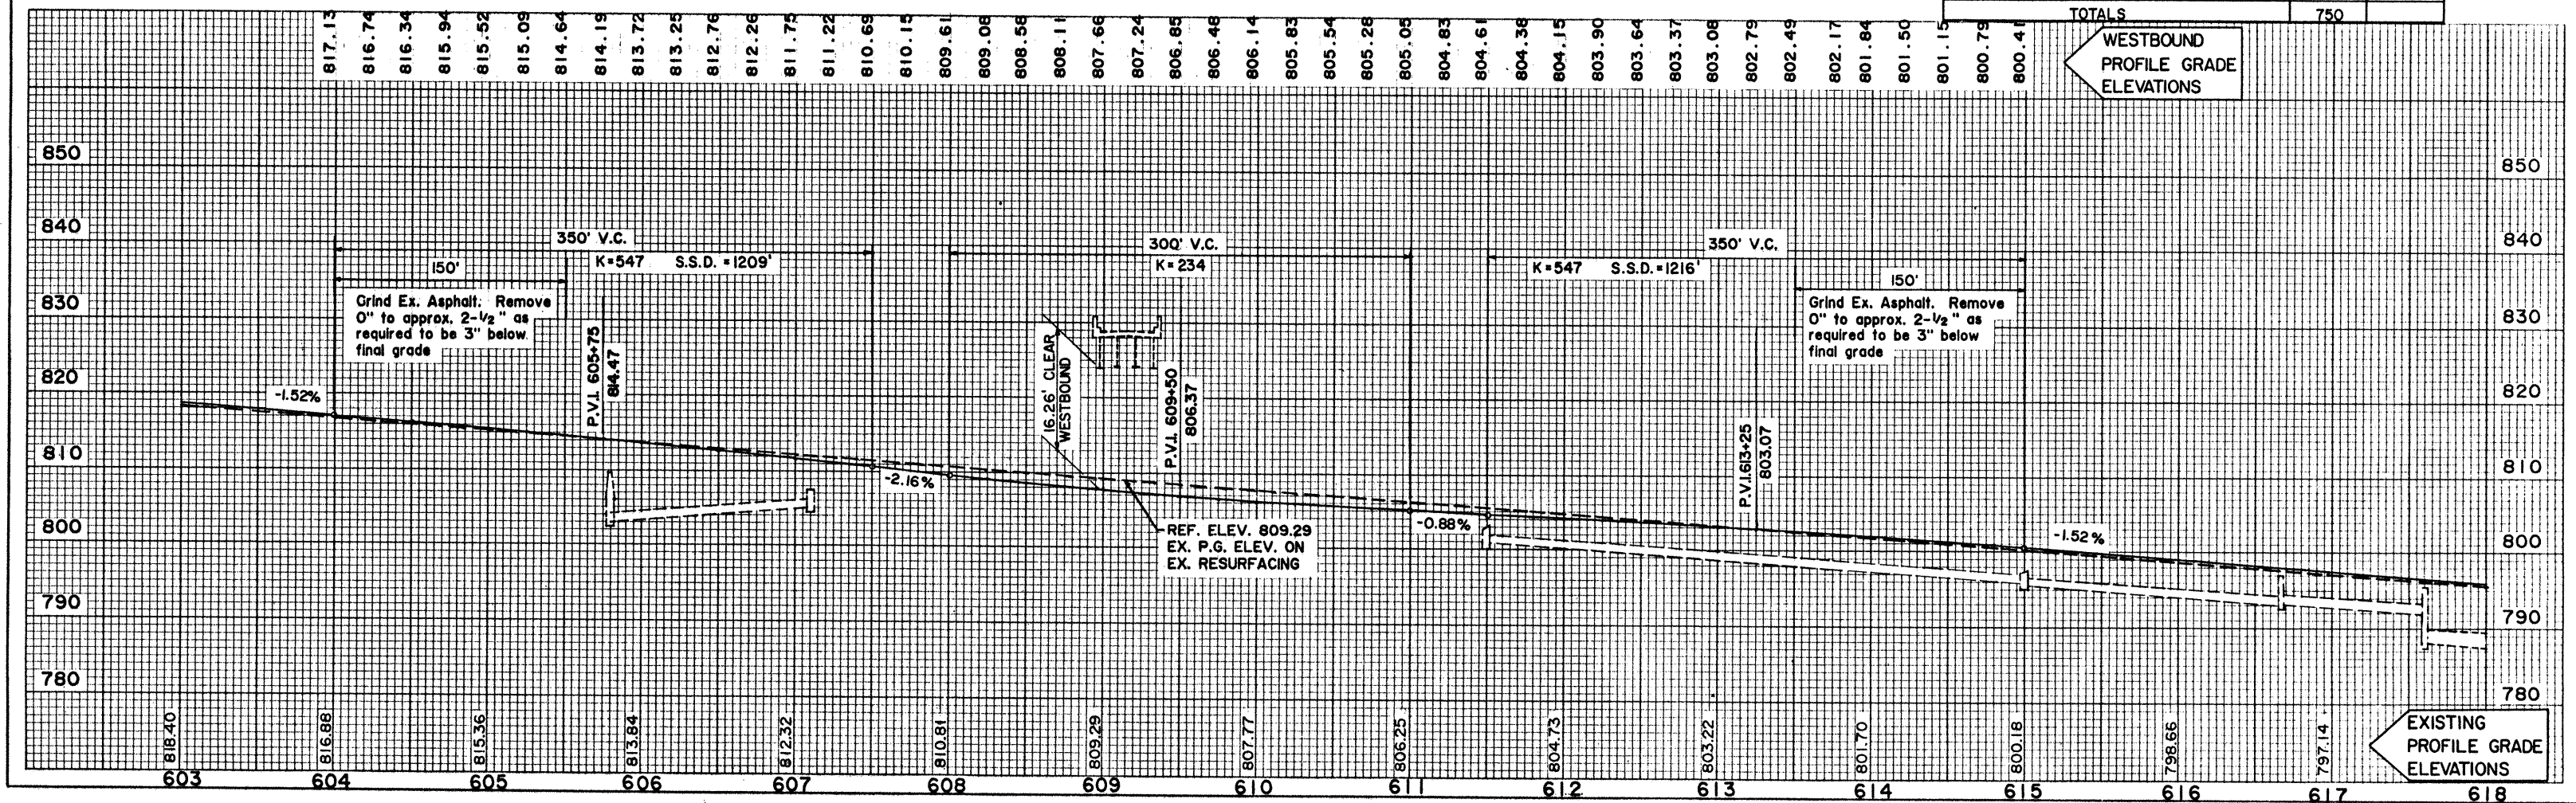 TOTALS 750
817.13 816.74 816.34 815.94 815.52 815.09 814.64 814.19 813.72 813.25 812.76 812.26 811.75 811.22 810.69 810.15 809.61 809.08 808.58 808.11 807.66 807.24 806.85 806.48 806.14 805.83 805.54 805.28 805.05 804.83 804.61 804.38 804.15 803.90 803.64 803.37 803.08 802.79 802.49 802.17 801.84 801.50 801.15 800.79 800.41
WESTBOUND
PROFILE GRADE
ELEVATIONS
850 850
840 840
350' V.C.
K=547 S.S.D.=1209'
150'
Grind Ex. Asphalt. Remove
0" to approx. 2-1/2" as
required to be 3" below
final grade
300' V.C.
K=234
350' V.C.
K=547 S.S.D.=1216'
150'
Grind Ex. Asphalt. Remove
0" to approx. 2-1/2" as
required to be 3" below
final grade
830 830
820 820
-1.52%
P.V.I. 605+75
814.47
16.26' CLEAR
WESTBOUND
P.V.I. 609+50
806.37
P.V.I. 613+25
803.07
810 810
-2.16%
-0.88%
-1.52%
REF. ELEV. 809.29
EX. P.G. ELEV. ON
EX. RESURFACING
800 800
790 790
780 780
818.40 816.88 815.36 813.84 812.32 810.81 809.29 807.77 806.25 804.73 803.22 801.70 800.18 798.66 797.14
EXISTING
PROFILE GRADE
ELEVATIONS
603 604 605 606 607 608 609 610 611 612 613 614 615 616 617 618